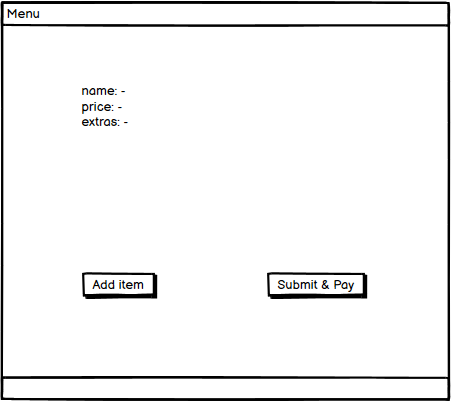 Menu
name: -
price: -
extras: -
Add item
Submit & Pay